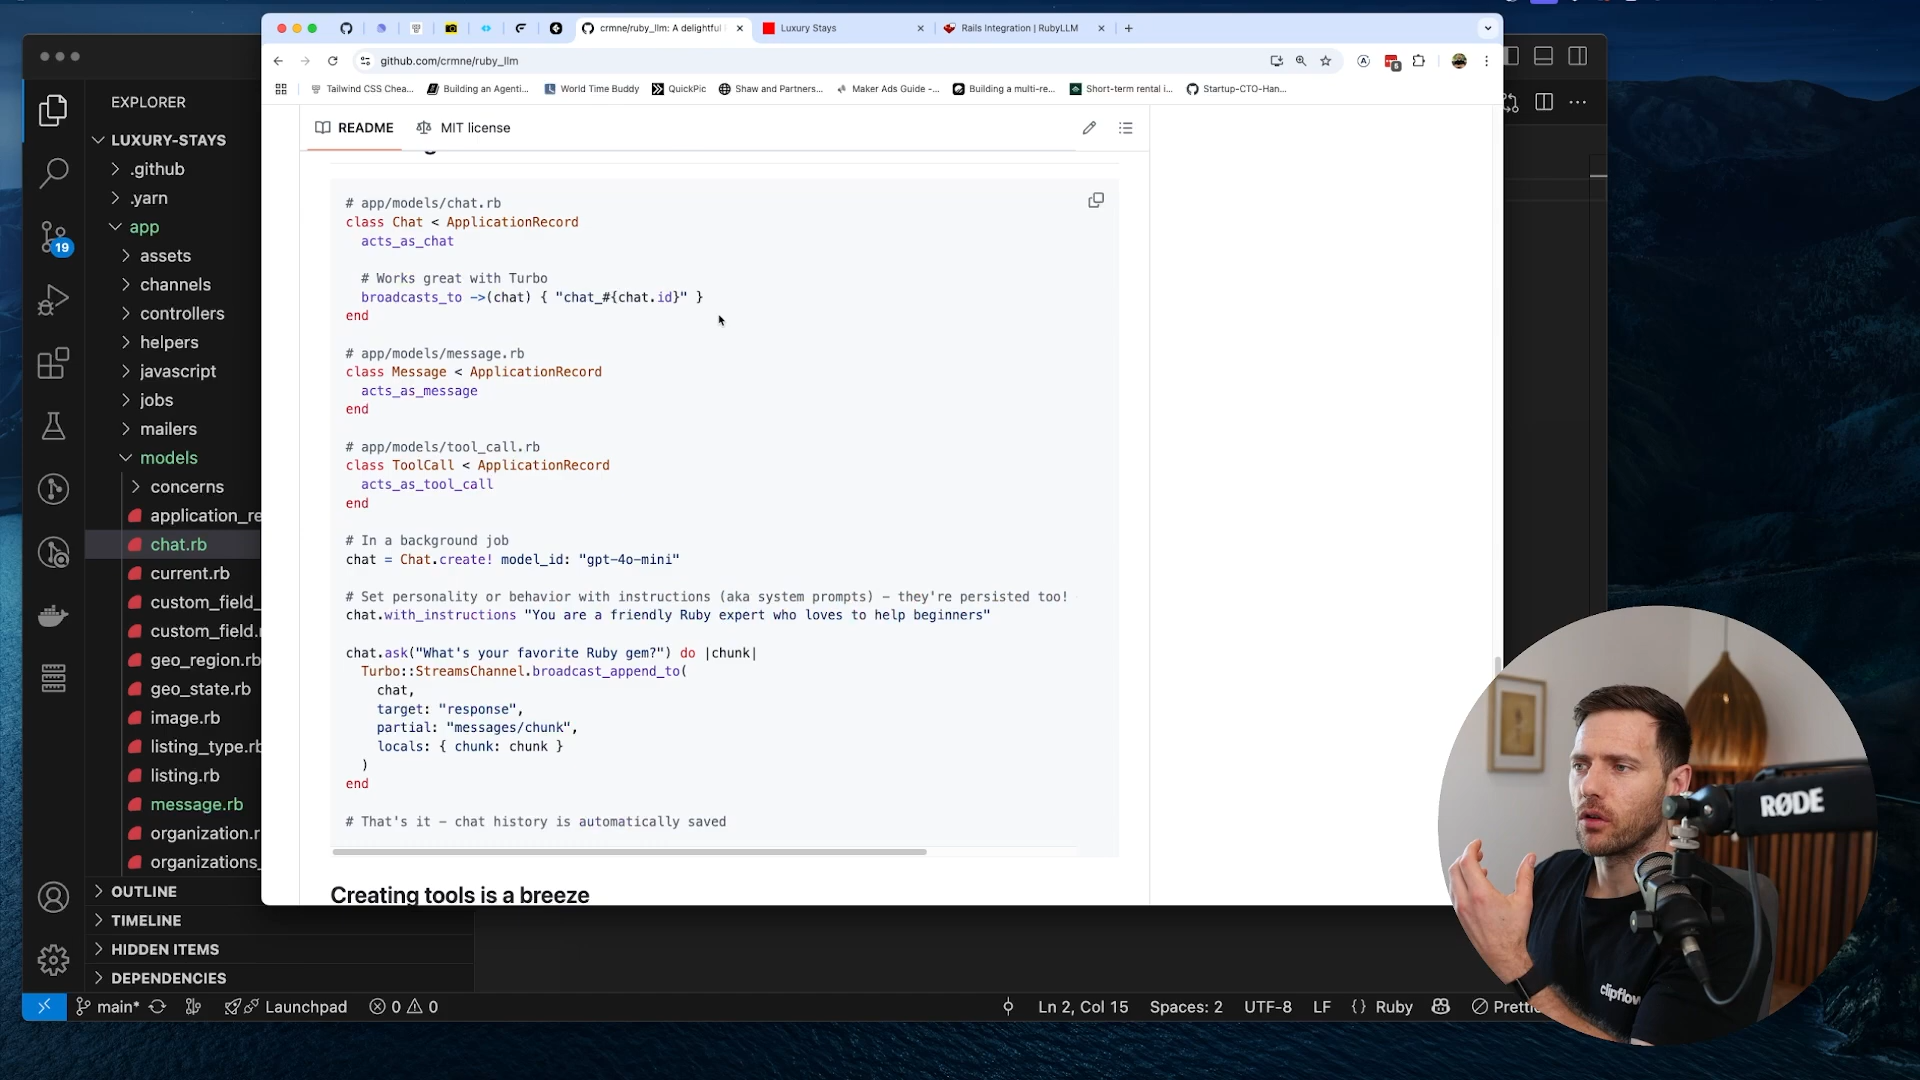 crmne/ruby_llm: A delightful
Luxury Stays
Rails Integration | RubyLLM
github.com/crmne/ruby_llm
6
Tailwind CSS Chea...
Building an Agenti...
World Time Buddy
QuickPic
Shaw and Partners...
Maker Ads Guide -...
Building a multi-re...
Short-term rental i...
Startup-CTO-Han...
README
MIT license
# app/models/chat.rb
class Chat < ApplicationRecord
acts_as_chat
# Works great with Turbo
broadcasts_to ->(chat) { "chat_#{chat.id}" }
end
# app/models/message.rb
class Message < ApplicationRecord
acts_as_message
end
# app/models/tool_call.rb
class ToolCall < ApplicationRecord
acts_as_tool_call
end
# In a background job
chat = Chat.create! model_id: "gpt-4o-mini"
# Set personality or behavior with instructions (aka system prompts) – they're persisted too!
chat.with_instructions "You are a friendly Ruby expert who loves to help beginners"
chat.ask("What's your favorite Ruby gem?") do |chunk|
Turbo::StreamsChannel.broadcast_append_to(
chat,
target: "response",
partial: "messages/chunk",
locals: { chunk: chunk }
)
end
# That's it – chat history is automatically saved
Creating tools is a breeze
EXPLORER
LUXURY-STAYS
.github
.yarn
app
assets
channels
controllers
helpers
javascript
jobs
mailers
models
concerns
application_re
chat.rb
current.rb
custom_field_
custom_field.r
geo_region.rb
geo_state.rb
image.rb
listing_type.rb
listing.rb
message.rb
organization.r
organizations_
OUTLINE
TIMELINE
HIDDEN ITEMS
DEPENDENCIES
19
main*
Launchpad
0
0
Ln 2, Col 15
Spaces: 2
UTF-8
LF
{} Ruby
Prettie
RØDE
clipflow